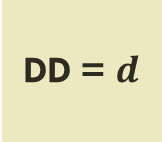 DD = d